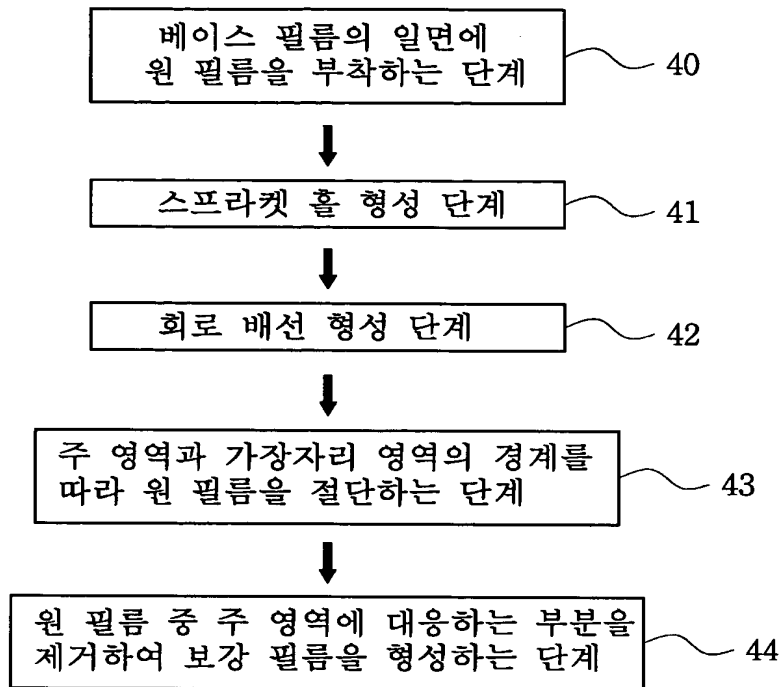 베이스 필름의 일면에
원 필름을 부착하는 단계
40
스프라켓 홀 형성 단계
41
회로 배선 형성 단계
42
주 영역과 가장자리 영역의 경계를
따라 원 필름을 절단하는 단계
43
원 필름 중 주 영역에 대응하는 부분을
제거하여 보강 필름을 형성하는 단계
44